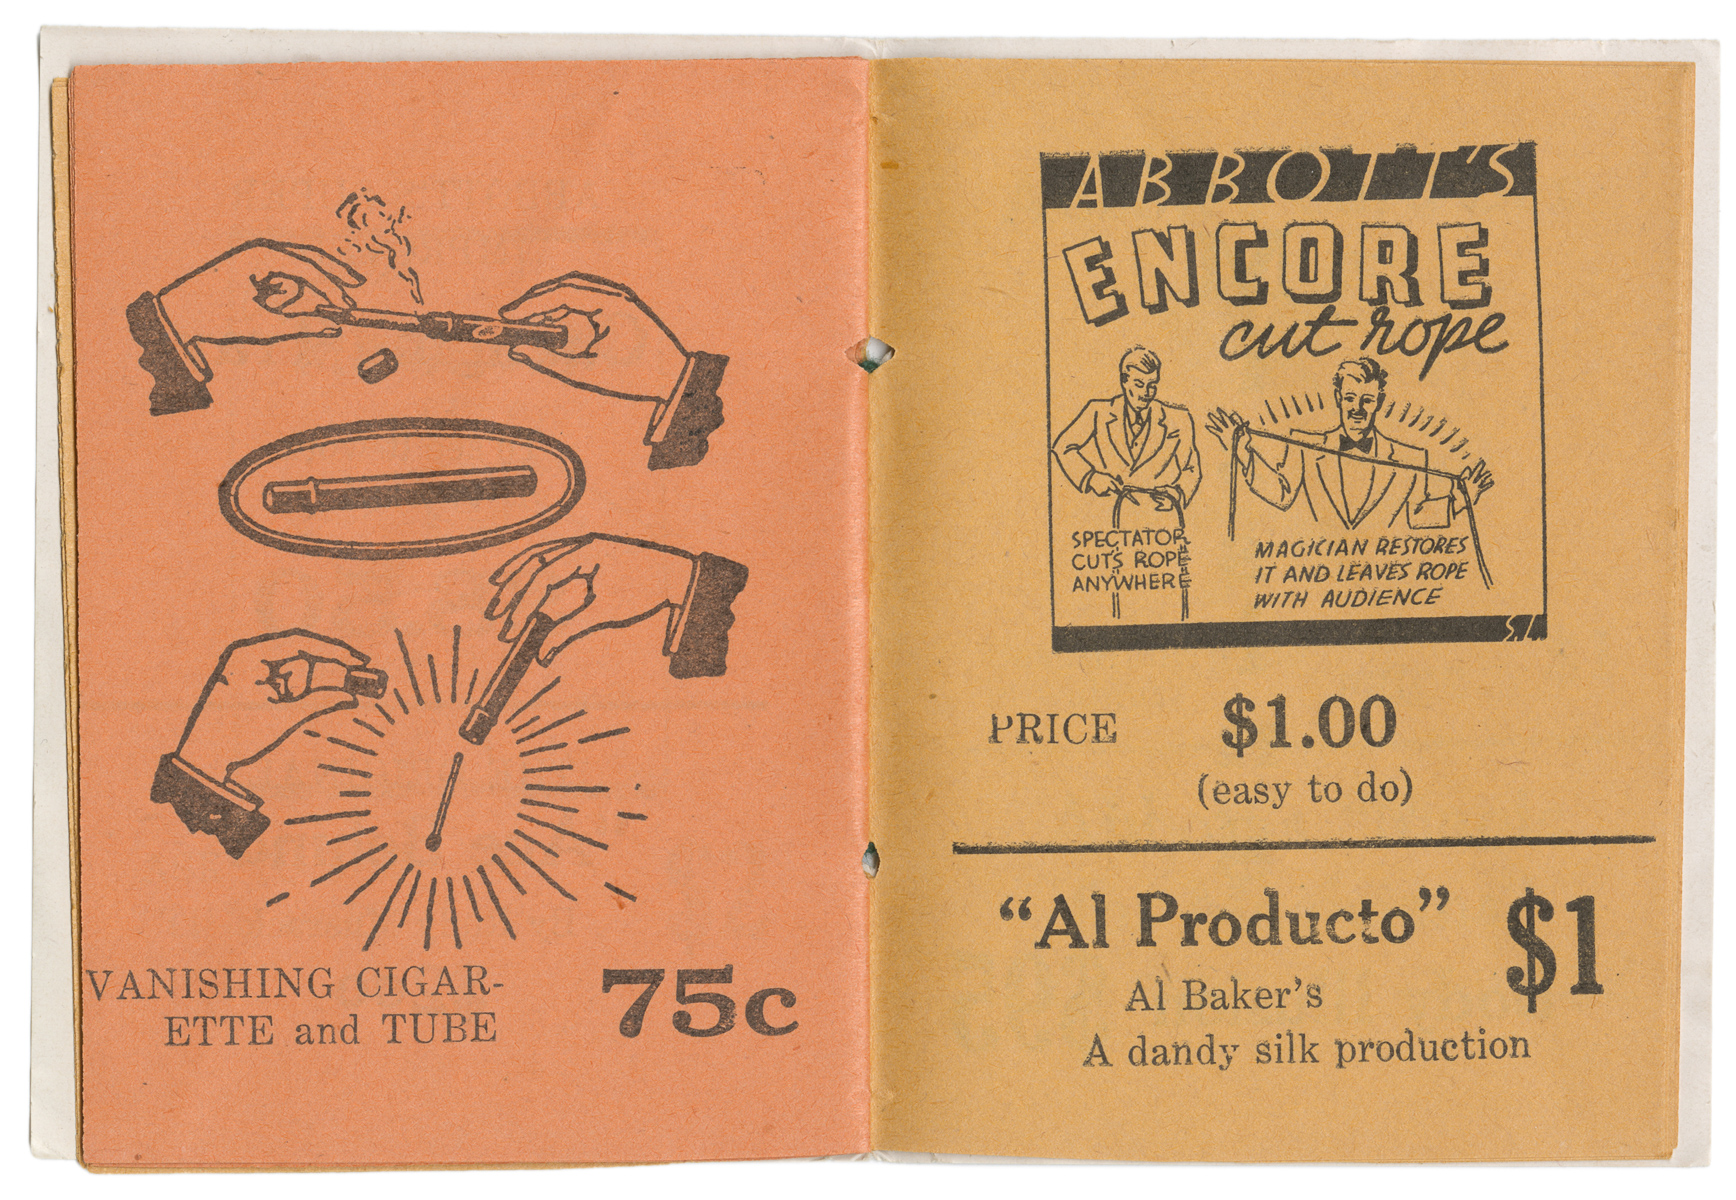 VANISHING CIGAR-
ETTE and TUBE
75c
ABBOTT'S
ENCORE
cut rope
SPECTATOR
CUTS ROPE
ANYWHERE
MAGICIAN RESTORES
IT AND LEAVES ROPE
WITH AUDIENCE
S.L.
PRICE $1.00
(easy to do)
"Al Producto" $1
Al Baker's
A dandy silk production